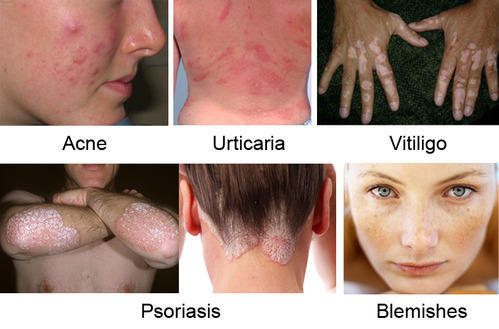 Acne
Urticaria
Vitiligo
Psoriasis
Blemishes